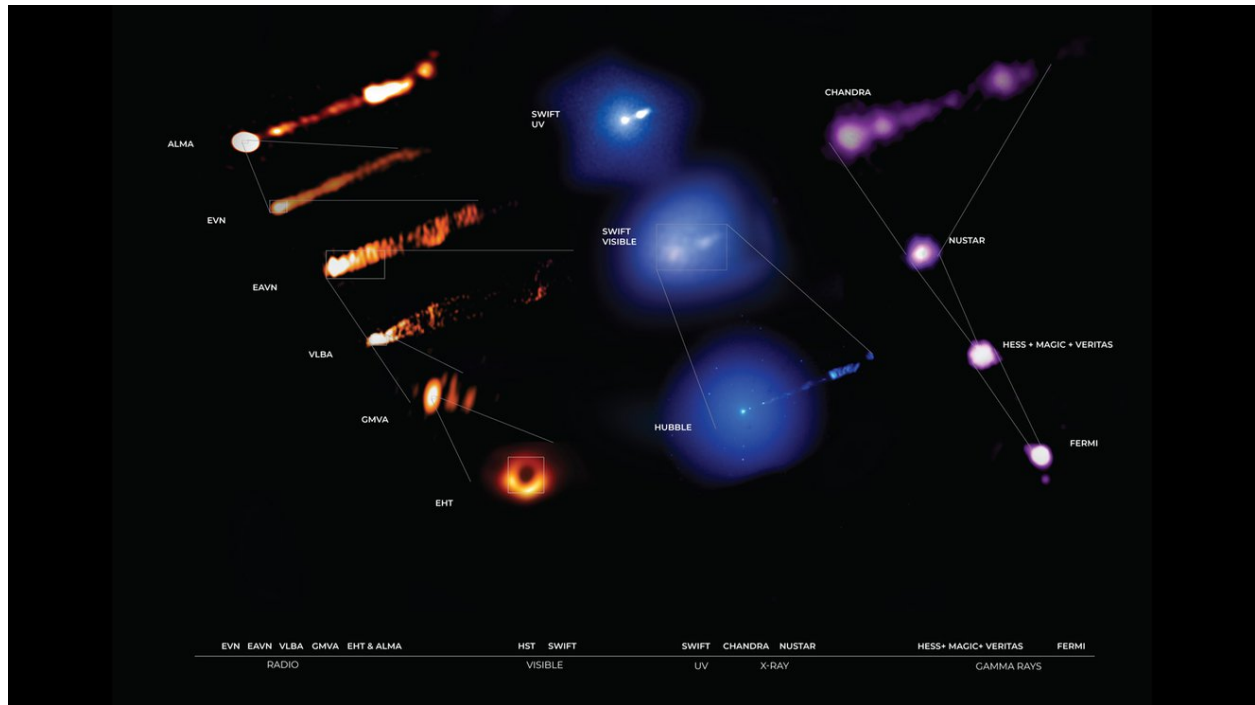 ALMA
EVN
EAVN
VLBA
GMVA
EHT
SWIFT
UV
SWIFT
VISIBLE
HUBBLE
CHANDRA
NUSTAR
HESS + MAGIC + VERITAS
FERMI
EVN EAVN VLBA GMVA EHT & ALMA HST SWIFT SWIFT CHANDRA NUSTAR HESS+ MAGIC+ VERITAS FERMI
RADIO VISIBLE UV X-RAY GAMMA RAYS